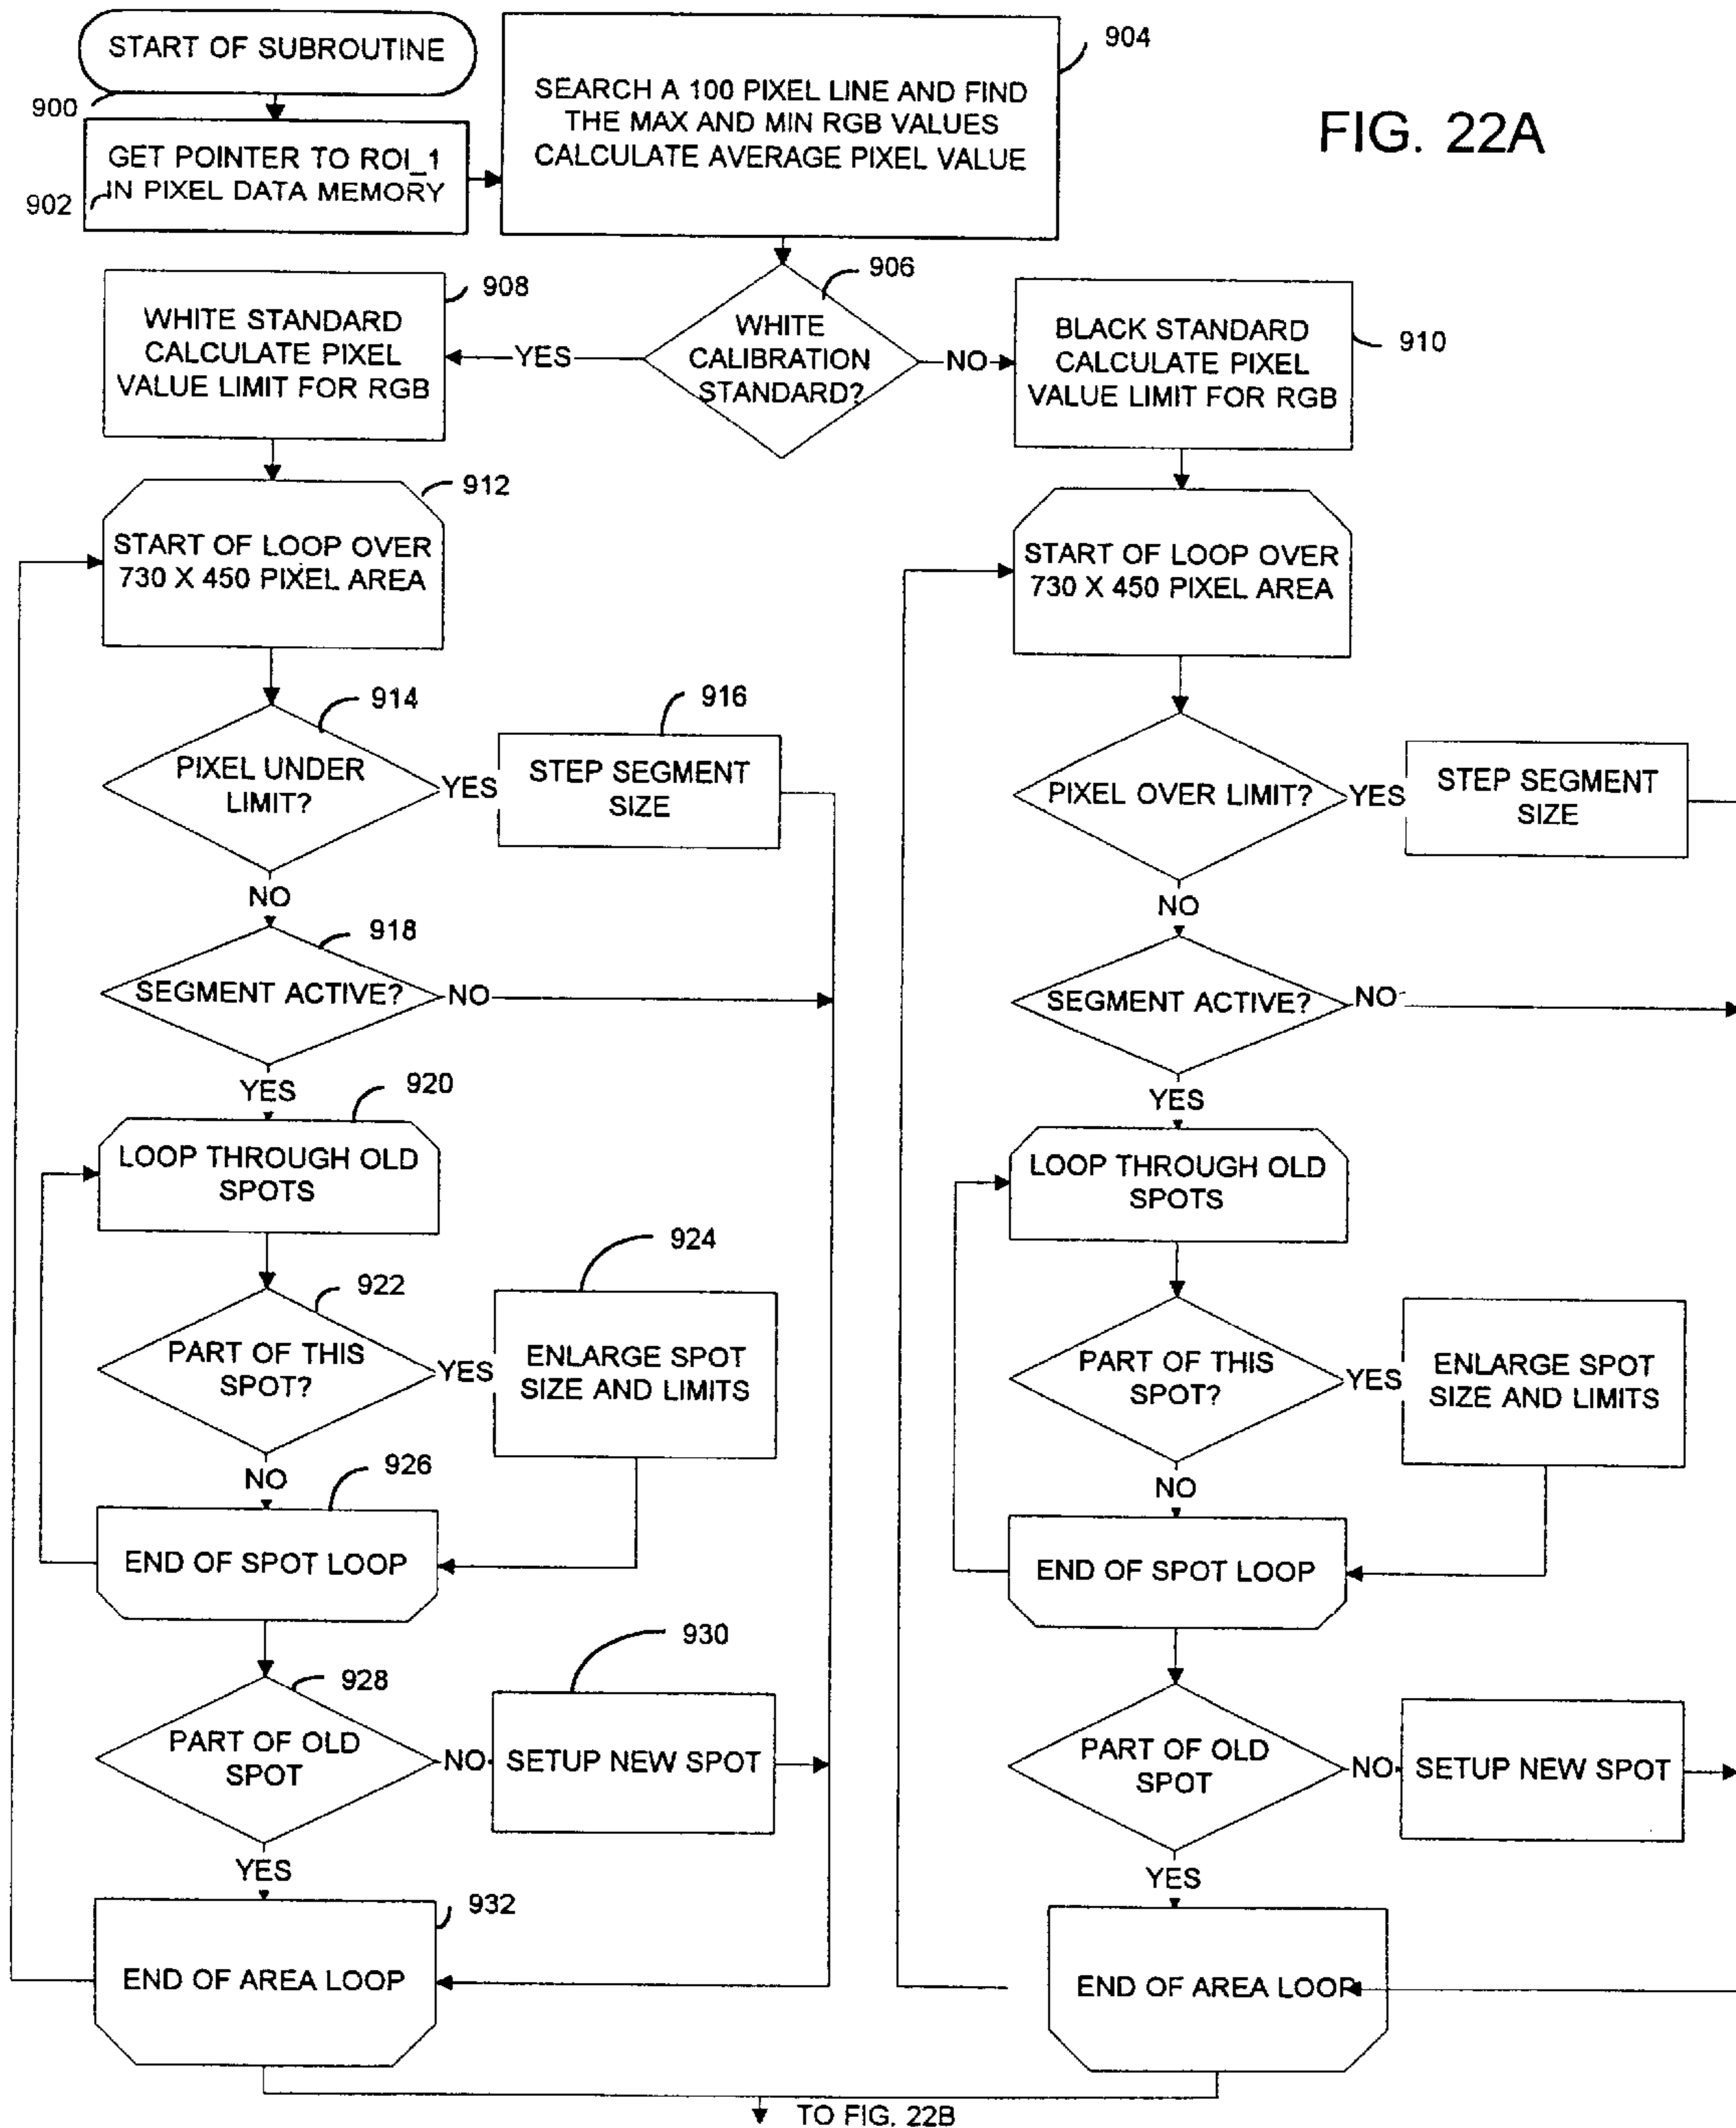 START OF SUBROUTINE
900
GET POINTER TO ROI_1
IN PIXEL DATA MEMORY
902
904
SEARCH A 100 PIXEL LINE AND FIND
THE MAX AND MIN RGB VALUES
CALCULATE AVERAGE PIXEL VALUE
FIG. 22A
906
WHITE
CALIBRATION
STANDARD?
YES
NO
908
WHITE STANDARD
CALCULATE PIXEL
VALUE LIMIT FOR RGB
910
BLACK STANDARD
CALCULATE PIXEL
VALUE LIMIT FOR RGB
912
START OF LOOP OVER
730 X 450 PIXEL AREA
914
PIXEL UNDER
LIMIT?
YES
916
STEP SEGMENT
SIZE
NO
918
SEGMENT ACTIVE?
NO
YES
920
LOOP THROUGH OLD
SPOTS
922
PART OF THIS
SPOT?
YES
924
ENLARGE SPOT
SIZE AND LIMITS
NO
926
END OF SPOT LOOP
928
PART OF OLD
SPOT
NO
930
SETUP NEW SPOT
YES
932
END OF AREA LOOP
START OF LOOP OVER
730 X 450 PIXEL AREA
PIXEL OVER LIMIT?
YES
STEP SEGMENT
SIZE
NO
SEGMENT ACTIVE?
NO
YES
LOOP THROUGH OLD
SPOTS
PART OF THIS
SPOT?
YES
ENLARGE SPOT
SIZE AND LIMITS
NO
END OF SPOT LOOP
PART OF OLD
SPOT
NO
SETUP NEW SPOT
YES
END OF AREA LOOP
TO FIG. 22B